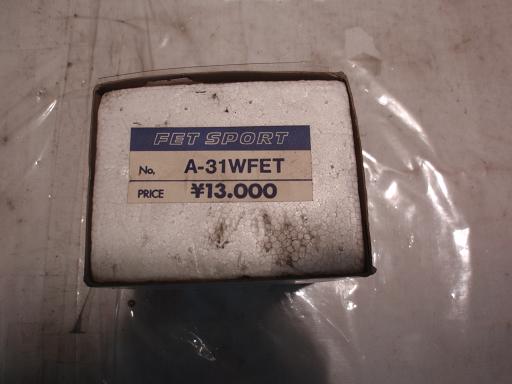 FET SPORT
No. A-31WFET
PRICE ¥13.000